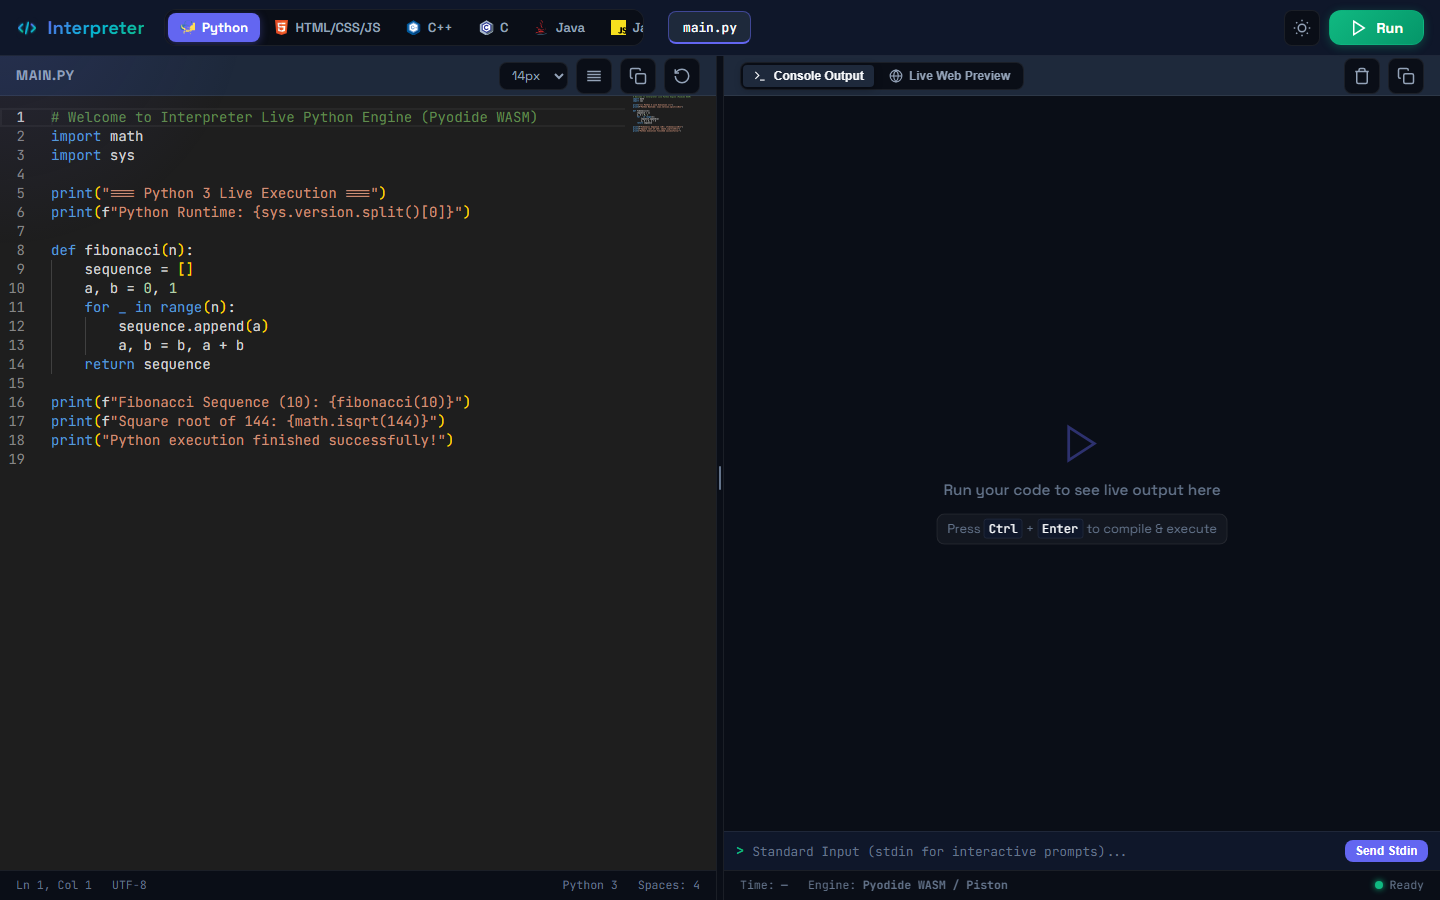 Interpreter
Python
HTML/CSS/JS
C++
C
Java
JS
main.py
Run
MAIN.PY
14px
Console Output
Live Web Preview
1 # Welcome to Interpreter Live Python Engine (Pyodide WASM)
2 import math
3 import sys
4
5 print("=== Python 3 Live Execution ===")
6 print(f"Python Runtime: {sys.version.split()[0]}")
7
8 def fibonacci(n):
9 sequence = []
10 a, b = 0, 1
11 for _ in range(n):
12 sequence.append(a)
13 a, b = b, a + b
14 return sequence
15
16 print(f"Fibonacci Sequence (10): {fibonacci(10)}")
17 print(f"Square root of 144: {math.isqrt(144)}")
18 print("Python execution finished successfully!")
19
Run your code to see live output here
Press Ctrl + Enter to compile & execute
> Standard Input (stdin for interactive prompts)...
Send Stdin
Ln 1, Col 1
UTF-8
Python 3
Spaces: 4
Time: —
Engine: Pyodide WASM / Piston
Ready